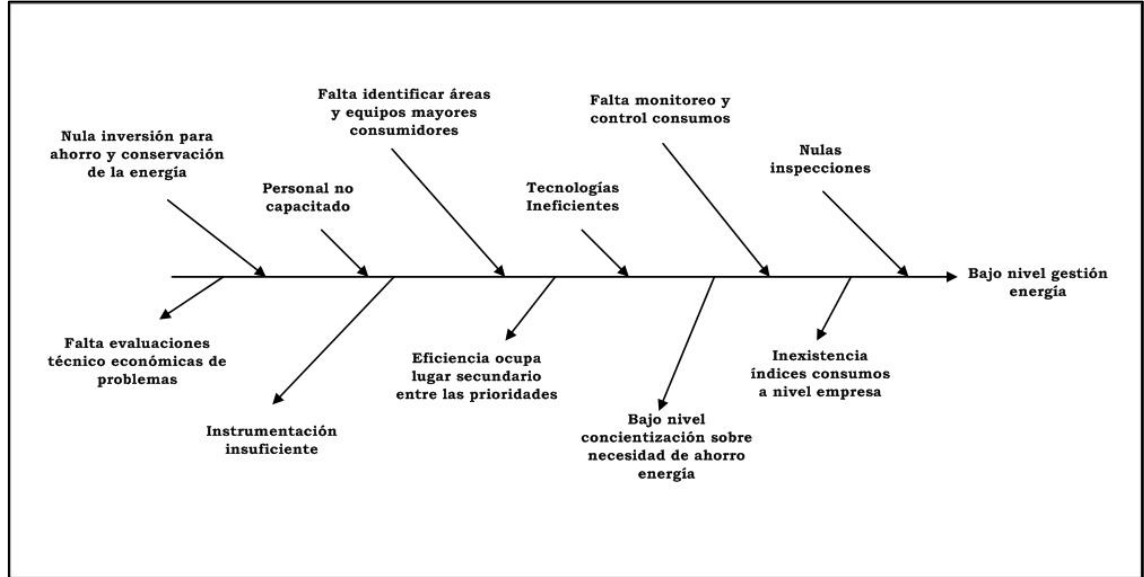 Falta identificar áreas
y equipos mayores
consumidores
Falta monitoreo y
control consumos
Nula inversión para
ahorro y conservación
de la energía
Nulas
inspecciones
Personal no
capacitado
Tecnologías
Ineficientes
Bajo nivel gestión
energía
Falta evaluaciones
técnico económicas de
problemas
Eficiencia ocupa
lugar secundario
entre las prioridades
Inexistencia
índices consumos
a nivel empresa
Instrumentación
insuficiente
Bajo nivel
concientización sobre
necesidad de ahorro
energía